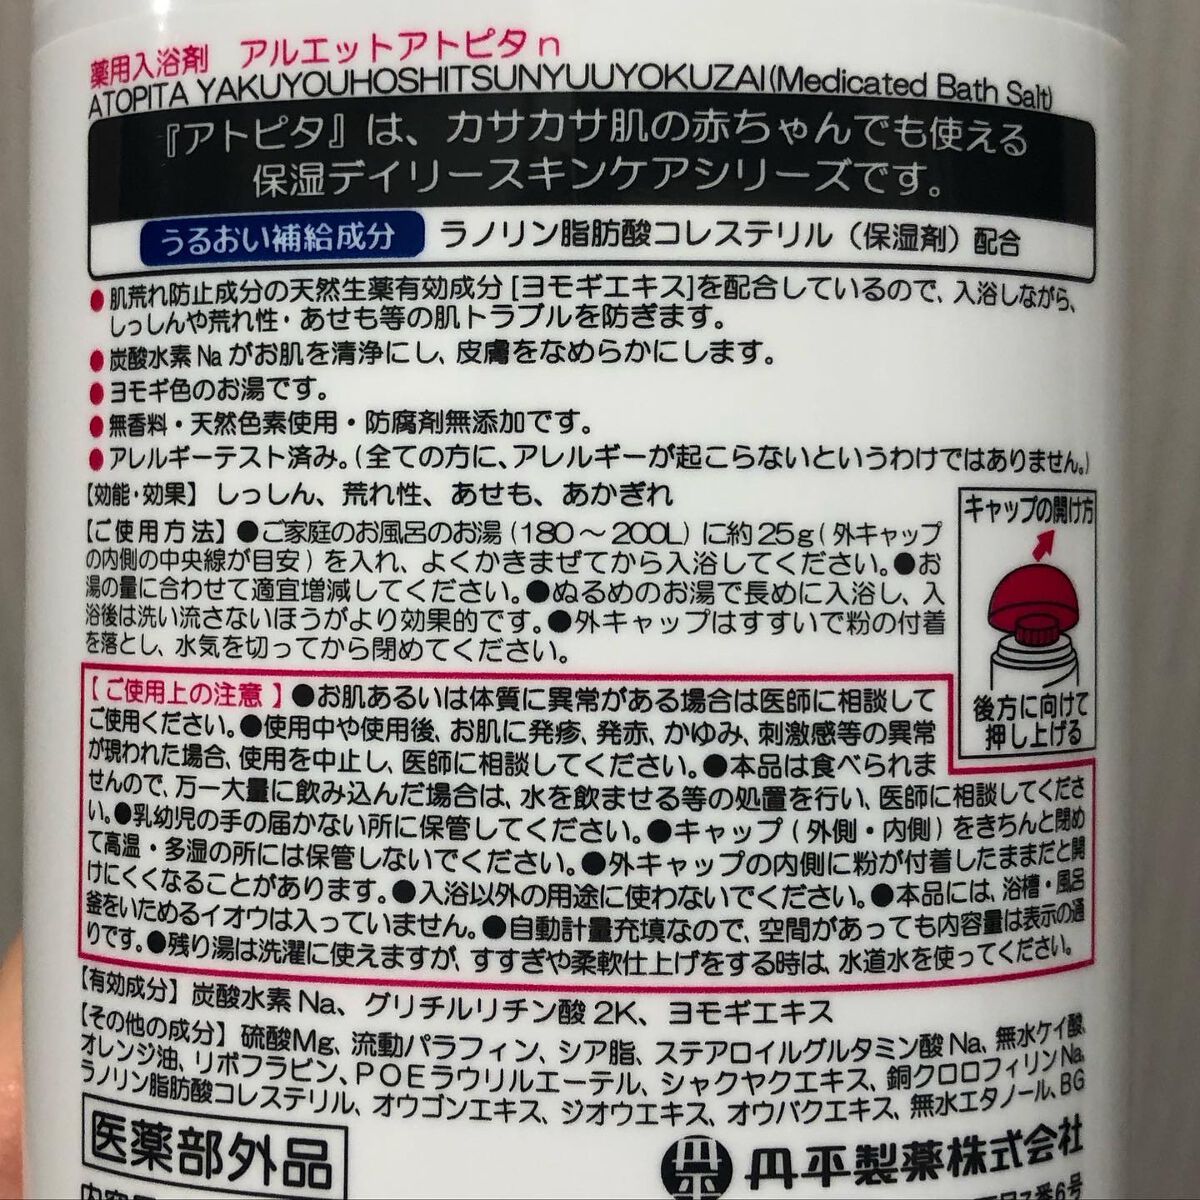 薬用入浴剤 アルエットアトピタn
ATOPITA YAKUYOUHOSHITSUNYUUYOKUZAI(Medicated Bath Salt)
『アトピタ』は、カサカサ肌の赤ちゃんでも使える
保湿デイリースキンケアシリーズです。
うるおい補給成分 ラノリン脂肪酸コレステリル（保湿剤）配合
●肌荒れ防止成分の天然生薬有効成分[ヨモギエキス]を配合しているので、入浴しながら、
しっしんや荒れ性・あせも等の肌トラブルを防ぎます。
●炭酸水素Naがお肌を清浄にし、皮膚をなめらかにします。
●ヨモギ色のお湯です。
●無香料・天然色素使用・防腐剤無添加です。
●アレルギーテスト済み。（全ての方に、アレルギーが起こらないというわけではありません。）
【効能・効果】しっしん、荒れ性、あせも、あかぎれ
【ご使用方法】●ご家庭のお風呂のお湯(180～200L)に約25g(外キャップ
の内側の中央線が目安)を入れ、よくかきまぜてから入浴してください。●お
湯の量に合わせて適宜増減してください。●ぬるめのお湯で長めに入浴し、入
浴後は洗い流さないほうがより効果的です。●外キャップはすすいで粉の付着
を落とし、水気を切ってから閉めてください。
キャップの開け方
後方に向けて
押し上げる
【ご使用上の注意】●お肌あるいは体質に異常がある場合は医師に相談して
ご使用ください。●使用中や使用後、お肌に発疹、発赤、かゆみ、刺激感等の異常
が現われた場合、使用を中止し、医師に相談してください。●本品は食べられま
せんので、万一大量に飲み込んだ場合は、水を飲ませる等の処置を行い、医師に相談してくださ
い。●乳幼児の手の届かない所に保管してください。●キャップ(外側・内側)をきちんと閉め
て高温・多湿の所には保管しないでください。●外キャップの内側に粉が付着したままだと開
けにくくなることがあります。●入浴以外の用途に使わないでください。●本品には、浴槽・風呂
釜をいためるイオウは入っていません。●自動計量充填なので、空間があっても内容量は表示の通
りです。●残り湯は洗濯に使えますが、すすぎや柔軟仕上げをする時は、水道水を使ってください。
【有効成分】炭酸水素Na、グリチルリチン酸2K、ヨモギエキス
【その他の成分】硫酸Mg、流動パラフィン、シア脂、ステアロイルグルタミン酸Na、無水ケイ酸、
オレンジ油、リボフラビン、POEラウリルエーテル、シャクヤクエキス、銅クロロフィリンNa、
ラノリン脂肪酸コレステリル、オウゴンエキス、ジオウエキス、オウバクエキス、無水エタノール、BG
医薬部外品
丹平製薬株式会社
番6号